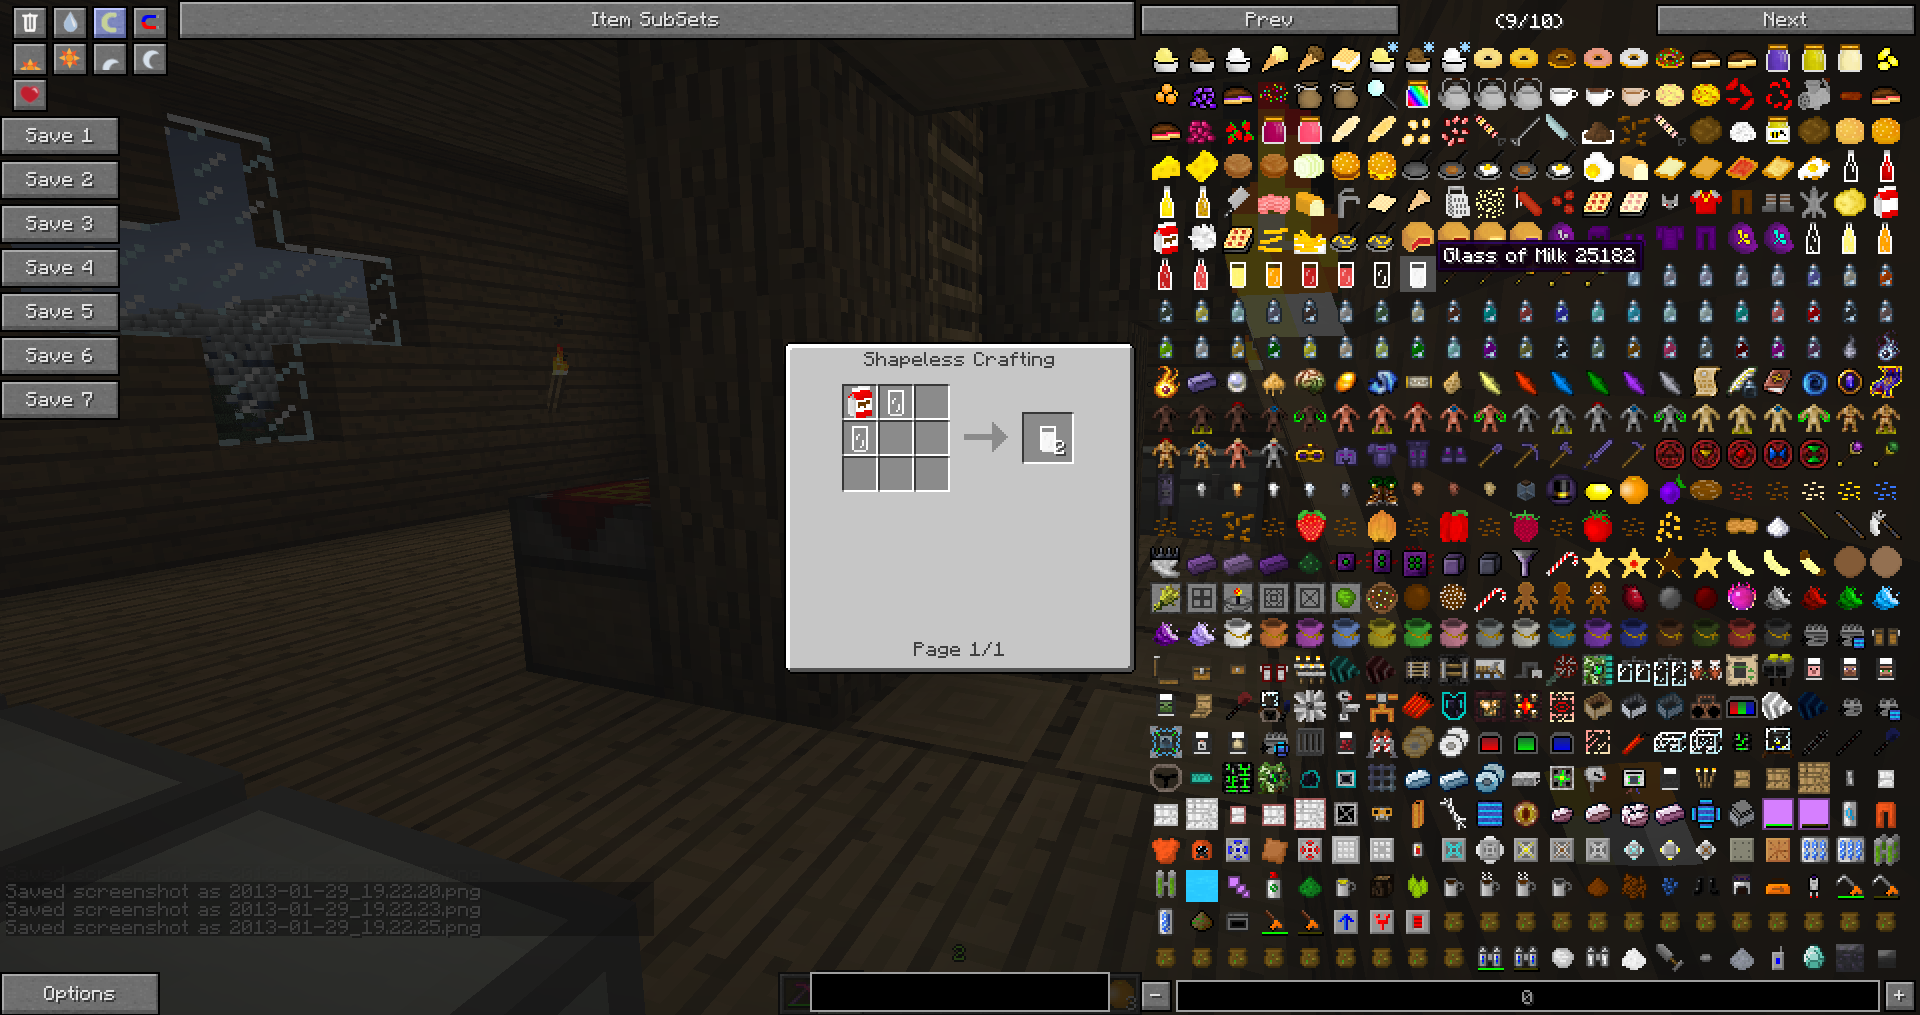 Item SubSets
Prev
(9/10)
Next
Save 1
Save 2
Save 3
Save 4
Save 5
Save 6
Save 7
Glass of Milk 25182
Shapeless Crafting
2
Page 1/1
Saved screenshot as 2013-01-29_19.22.20.png
Saved screenshot as 2013-01-29_19.22.23.png
Saved screenshot as 2013-01-29_19.22.25.png
2
Options
3
-
0
+